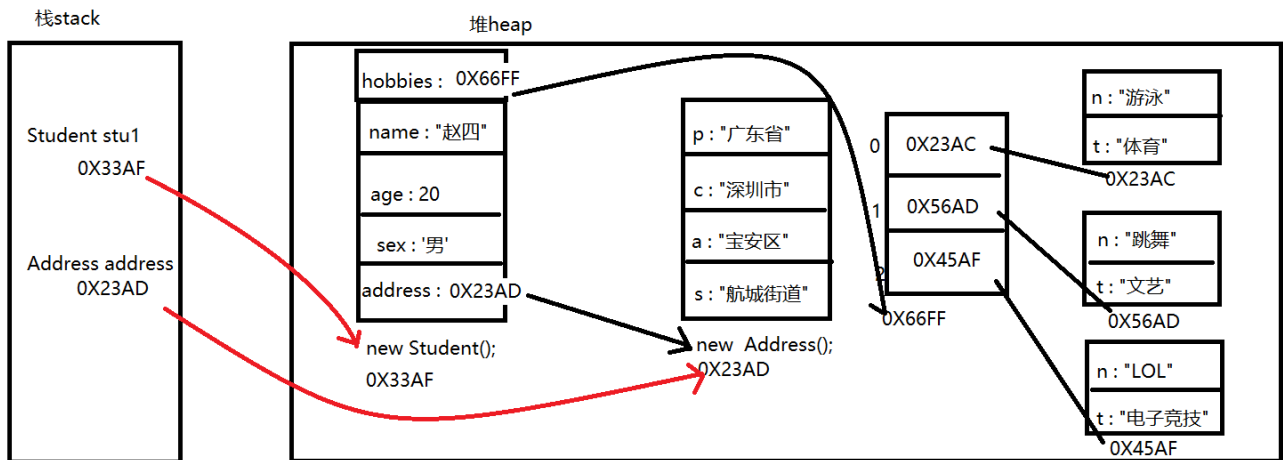 栈stack
堆heap
Student stu1
0X33AF
Address address
0X23AD
hobbies : 0X66FF
name : "赵四"
age : 20
sex : '男'
address : 0X23AD
new Student();
0X33AF
p : "广东省"
c : "深圳市"
a : "宝安区"
s : "航城街道"
new Address();
0X23AD
0 0X23AC
1 0X56AD
2 0X45AF
0X66FF
n : "游泳"
t : "体育"
0X23AC
n : "跳舞"
t : "文艺"
0X56AD
n : "LOL"
t : "电子竞技"
0X45AF